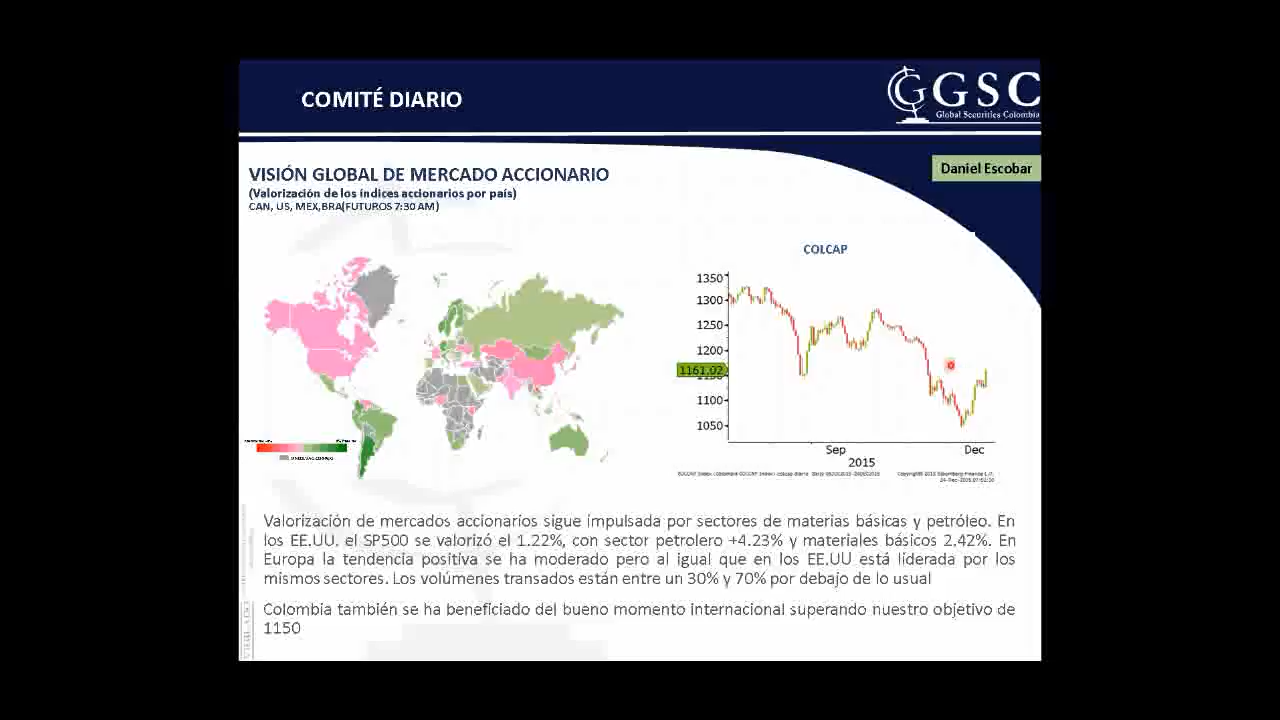 COMITÉ DIARIO
GSC
Global Securities Colombia
Daniel Escobar
VISIÓN GLOBAL DE MERCADO ACCIONARIO
(Valorización de los índices accionarios por país)
CAN, US, MEX,BRA(FUTUROS 7:30 AM)
COLCAP
1350
1300
1250
1200
1161.02
1100
1050
Sep
Dec
2015
Valorización de mercados accionarios sigue impulsada por sectores de materias básicas y petróleo. En
los EE.UU. el SP500 se valorizó el 1.22%, con sector petrolero +4.23% y materiales básicos 2.42%. En
Europa la tendencia positiva se ha moderado pero al igual que en los EE.UU está liderada por los
mismos sectores. Los volúmenes transados están entre un 30% y 70% por debajo de lo usual
Colombia también se ha beneficiado del bueno momento internacional superando nuestro objetivo de
1150